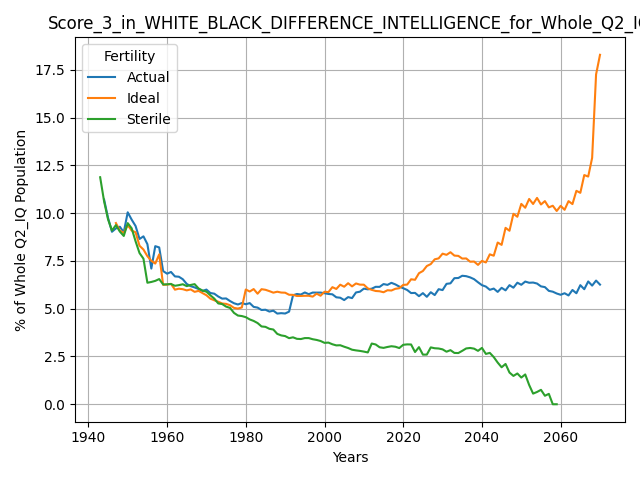 Score_3_in_WHITE_BLACK_DIFFERENCE_INTELLIGENCE_for_Whole_Q2_IQ
Fertility
Actual
Ideal
Sterile
% of Whole Q2_IQ Population
17.5
15.0
12.5
10.0
7.5
5.0
2.5
0.0
1940 1960 1980 2000 2020 2040 2060
Years